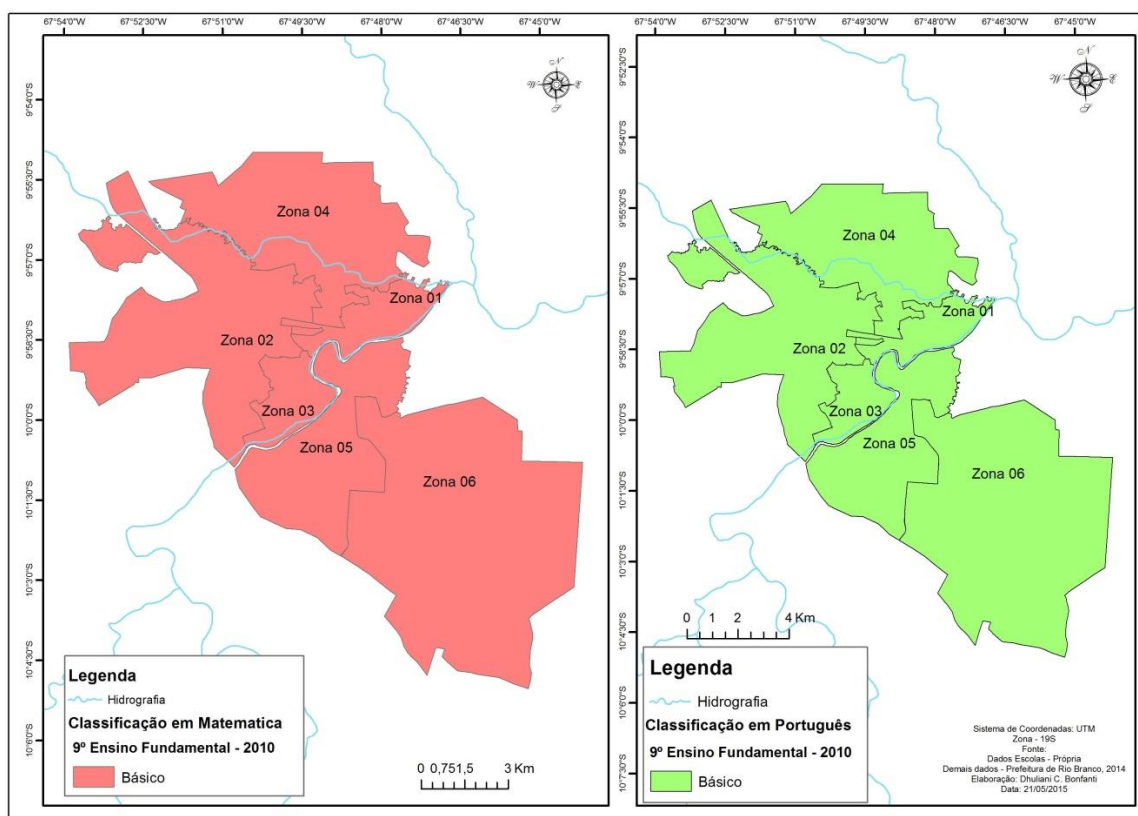 67°54'0"W 67°52'30"W 67°51'0"W 67°49'30"W 67°48'0"W 67°46'30"W 67°45'0"W
N
W E
S
9°54'0"S
9°55'30"S
9°57'0"S
9°58'30"S
10°0'0"S
10°1'30"S
10°3'0"S
10°4'30"S
10°6'0"S
Zona 04
Zona 01
Zona 02
Zona 03
Zona 05
Zona 06
Legenda
Hidrografia
Classificação em Matematica
9º Ensino Fundamental - 2010
Básico
0 0,751,5 3 Km
67°54'0"W 67°52'30"W 67°51'0"W 67°49'30"W 67°48'0"W 67°46'30"W 67°45'0"W
N
W E
S
9°52'30"S
9°54'0"S
9°55'30"S
9°57'0"S
9°58'30"S
10°0'0"S
10°1'30"S
10°3'0"S
10°4'30"S
10°6'0"S
10°7'30"S
Zona 04
Zona 01
Zona 02
Zona 03
Zona 05
Zona 06
0 1 2 4 Km
Legenda
Hidrografia
Classificação em Português
9º Ensino Fundamental - 2010
Básico
Sistema de Coordenadas: UTM
Zona - 19S
Fonte:
Dados Escolas - Própria
Demais dados - Prefeitura de Rio Branco, 2014
Elaboração: Dhuliani C. Bonfanti
Data: 21/05/2015